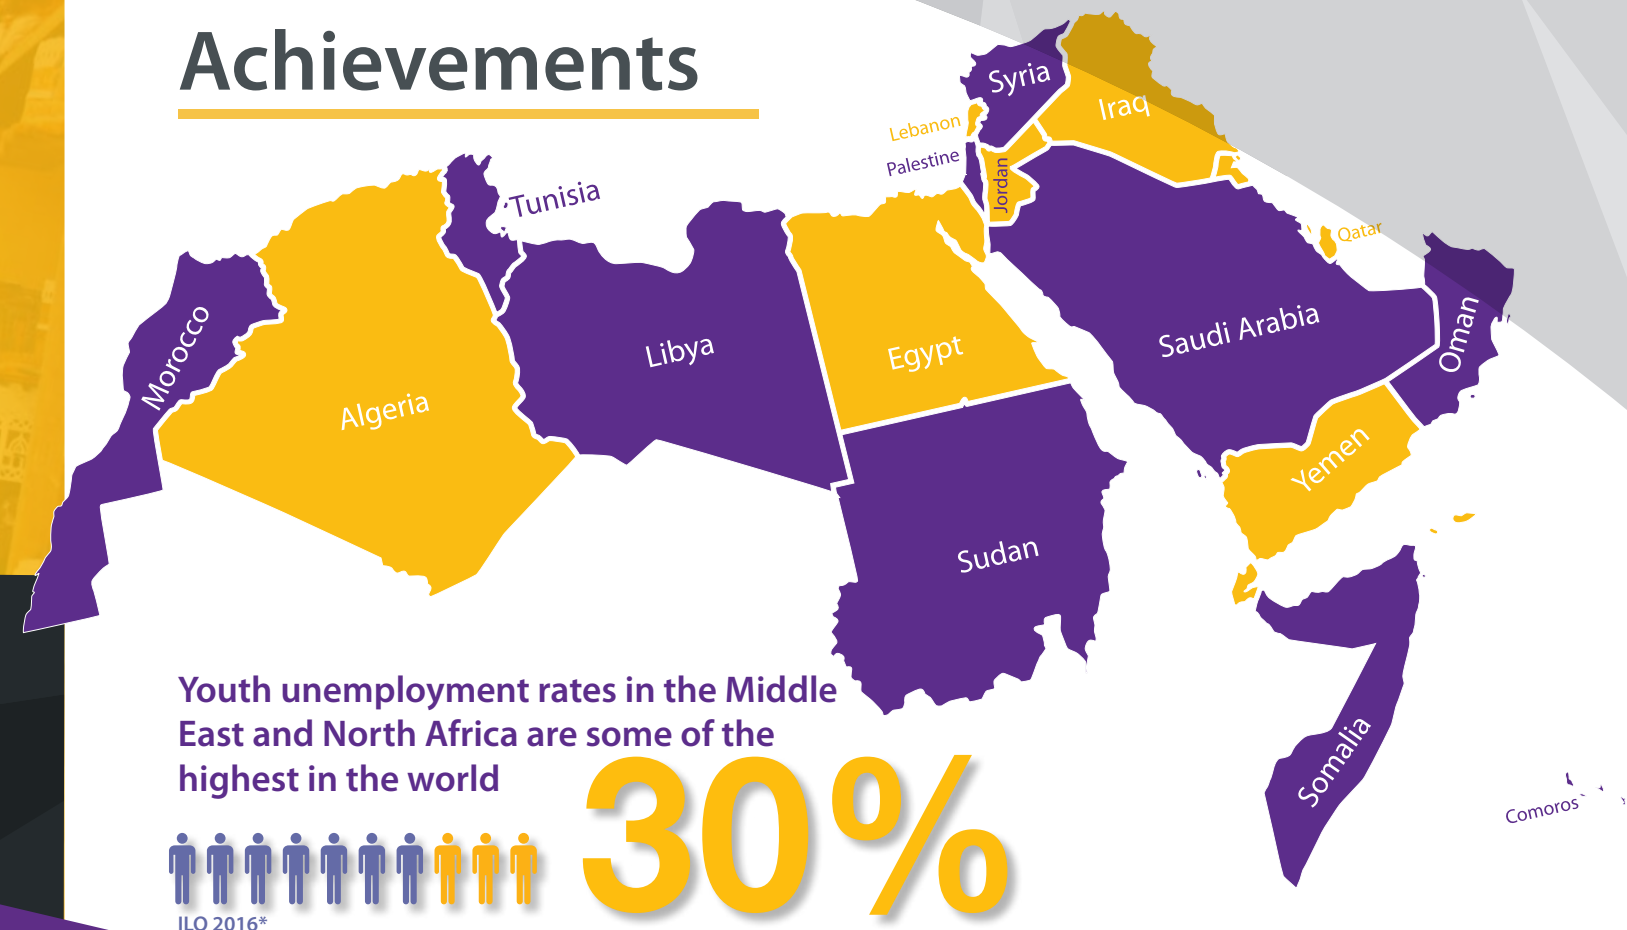 Achievements
Syria
Iraq
Lebanon
Palestine
Jordan
Tunisia
Qatar
Morocco
Oman
Saudi Arabia
Libya
Egypt
Algeria
Yemen
Sudan
Somalia
Comoros
Youth unemployment rates in the Middle
East and North Africa are some of the
highest in the world
30%
ILO 2016*